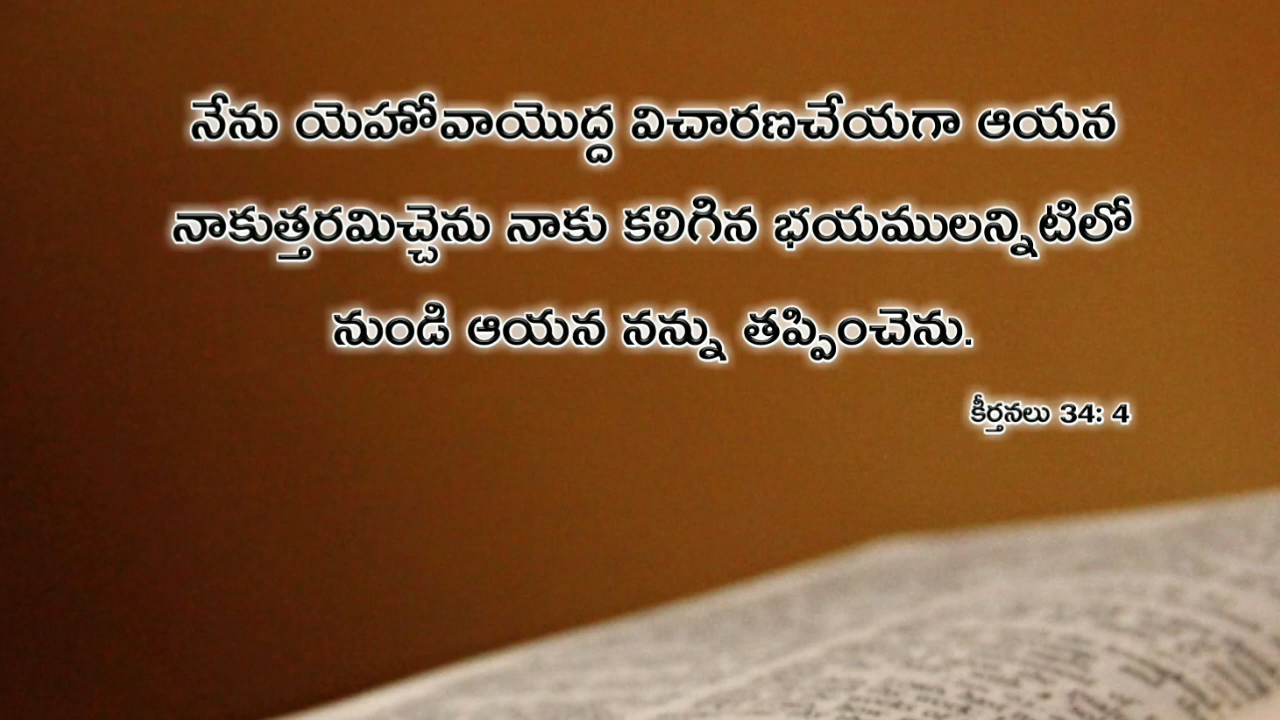 నేను యెహోవాయొద్ద విచారణచేయగా ఆయన
నాకుత్తరమిచ్చెను నాకు కలిగిన భయములన్నిటిలో
నుండి ఆయన నన్ను తప్పించెను.
కీర్తనలు 34: 4